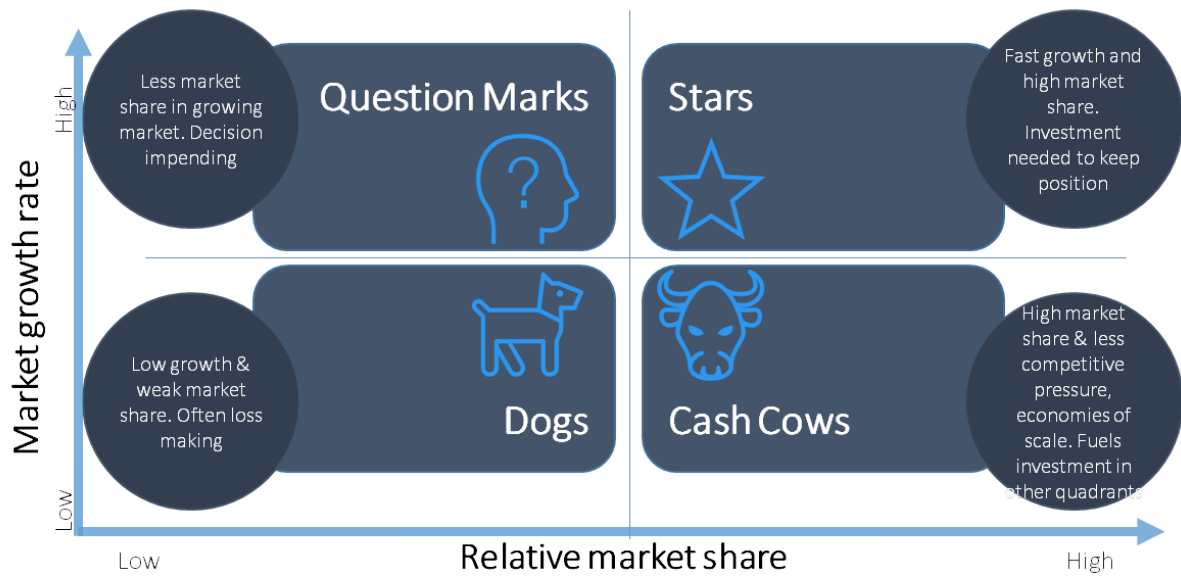 Market growth rate
High
Low
Less market
share in growing
market. Decision
impending
Question Marks
?
Stars
Fast growth and
high market
share.
Investment
needed to keep
position
Low growth &
weak market
share. Often loss
making
Dogs
Cash Cows
High market
share & less
competitive
pressure,
economies of
scale. Fuels
investment in
other quadrants
Low
Relative market share
High